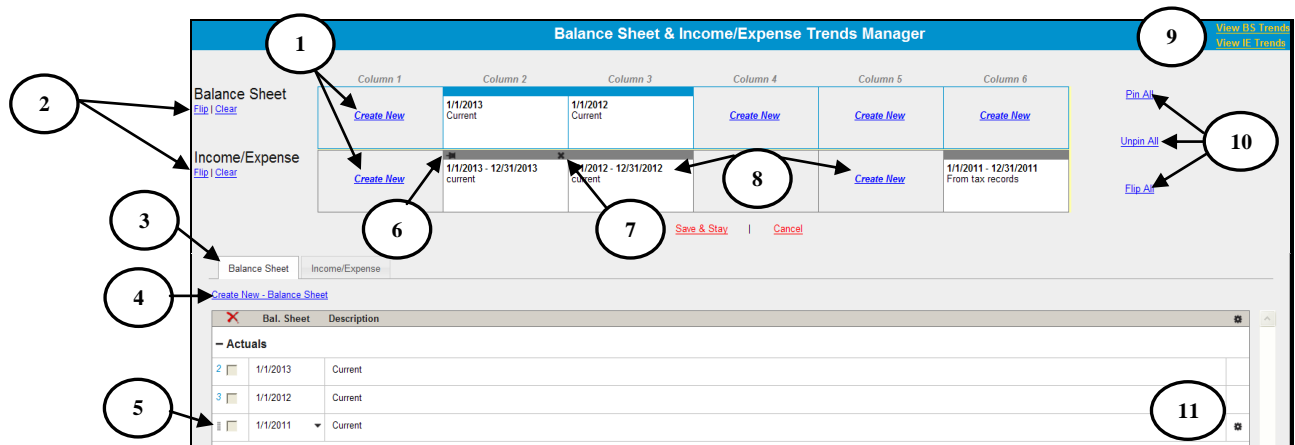 Balance Sheet & Income/Expense Trends Manager
View BS Trends
View IE Trends
1
9
2
Column 1 Column 2 Column 3 Column 4 Column 5 Column 6
Balance Sheet
Flip | Clear
Create New
1/1/2013
Current
1/1/2012
Current
Create New
Create New
Create New
Pin All
Unpin All
Flip All
10
Income/Expense
Flip | Clear
Create New
1/1/2013 - 12/31/2013
current
1/1/2012 - 12/31/2012
current
8
Create New
1/1/2011 - 12/31/2011
From tax records
3
6
7
Save & Stay | Cancel
Balance Sheet Income/Expense
4
Create New - Balance Sheet
Bal. Sheet Description
– Actuals
2 1/1/2013 Current
3 1/1/2012 Current
5
1/1/2011 Current
11